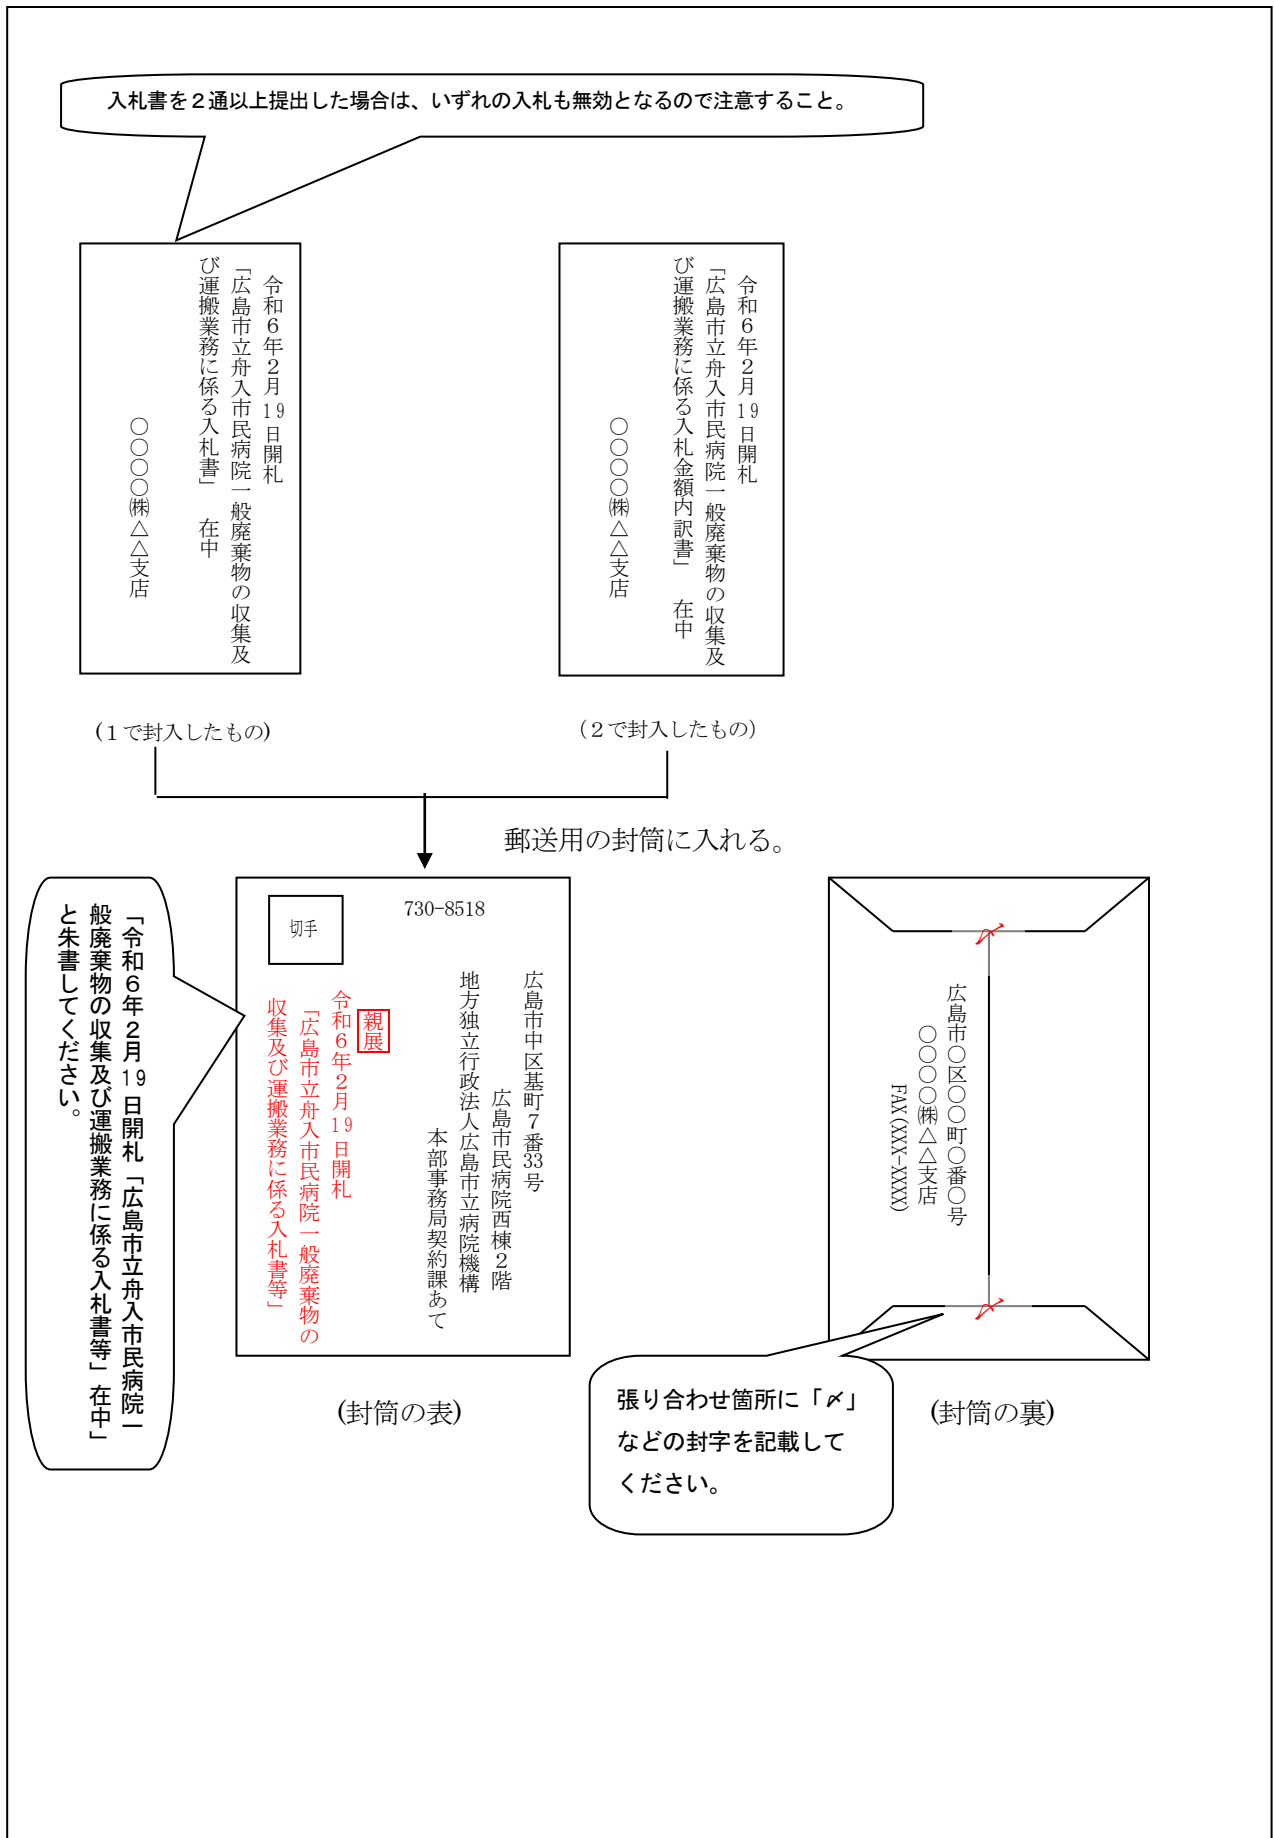 入札書を２通以上提出した場合は、いずれの入札も無効となるので注意すること。
令和６年２月19日開札
「広島市立舟入市民病院一般廃棄物の収集及
び運搬業務に係る入札書」　在中
○○○○㈱△△支店
(１で封入したもの)
令和６年２月19日開札
「広島市立舟入市民病院一般廃棄物の収集及
び運搬業務に係る入札金額内訳書」　在中
○○○○㈱△△支店
(２で封入したもの)
郵送用の封筒に入れる。
「令和６年２月19日開札「広島市立舟入市民病院一
般廃棄物の収集及び運搬業務に係る入札書等」在中」
と朱書してください。
切手
730-8518
広島市中区基町７番33号
広島市民病院西棟２階
地方独立行政法人広島市立病院機構
本部事務局契約課あて
親展
令和６年２月19日開札
「広島市立舟入市民病院一般廃棄物の
収集及び運搬業務に係る入札書等」
(封筒の表)
〆
広島市○区○○町○番○号
○○○○㈱△△支店
FAX(XXX-XXXX)
〆
張り合わせ箇所に「〆」
などの封字を記載して
ください。
(封筒の裏)